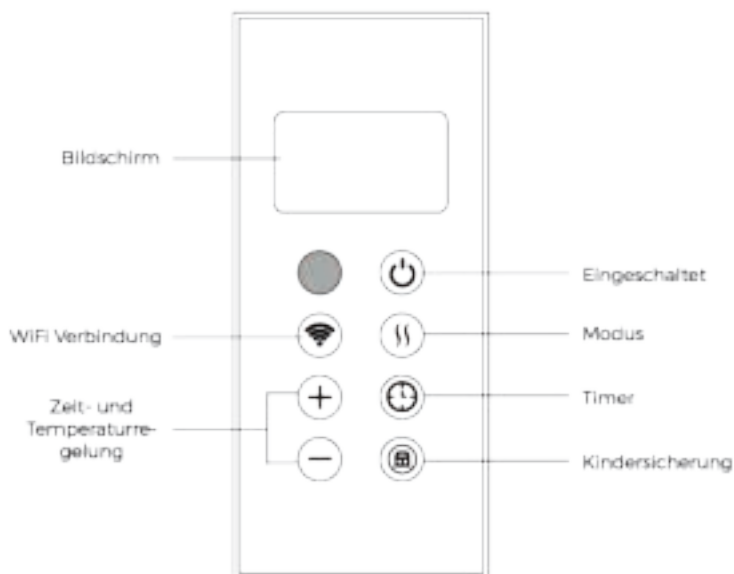 Bildschirm
Eingeschaltet
WiFi Verbindung
Modus
Zeit- und
Temperaturre-
gelung
Timer
Kindersicherung